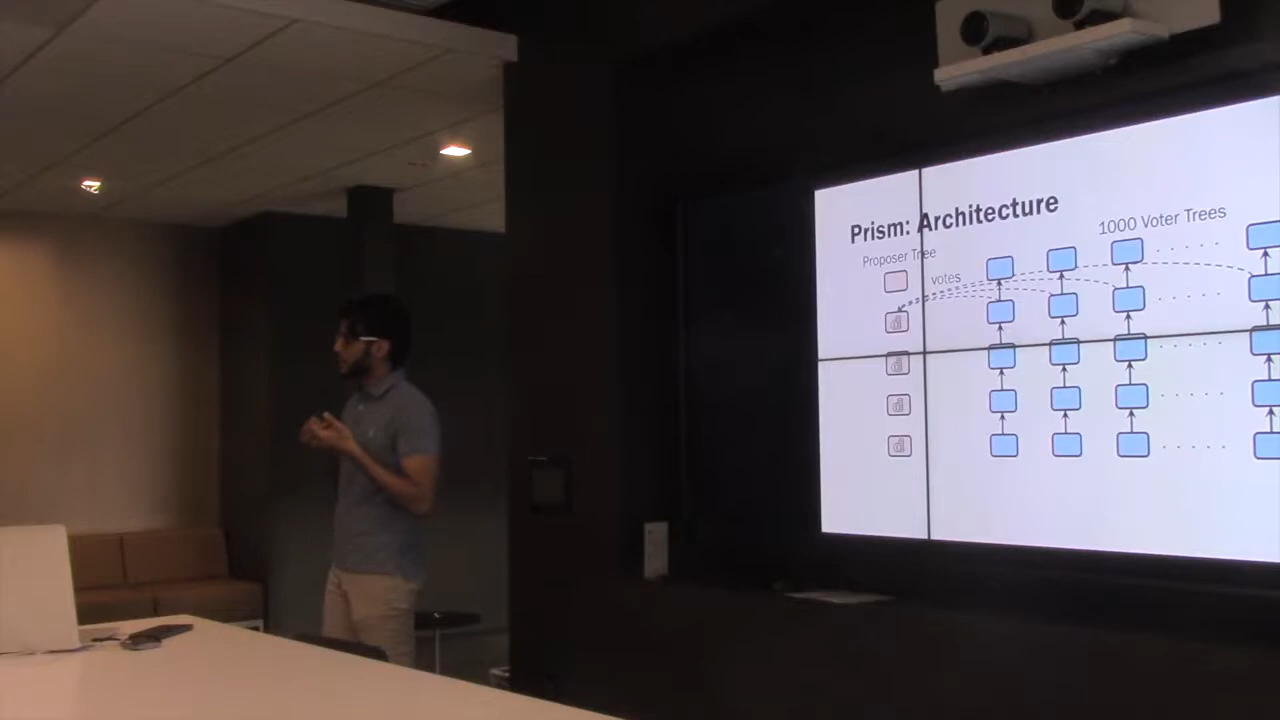 Prism: Architecture
1000 Voter Trees
Proposer Tree
votes
d
d
d
d